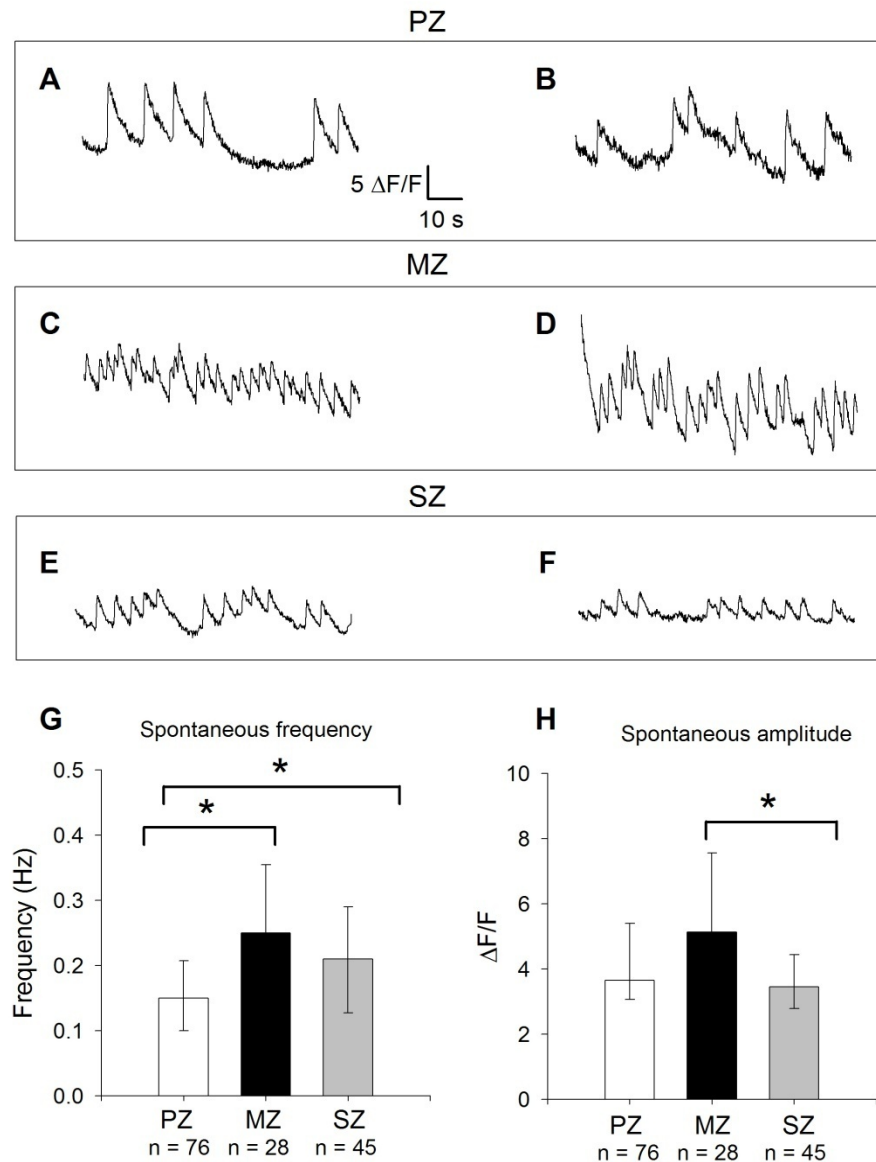 PZ
A
B
5 ΔF/F
10 s
MZ
C
D
SZ
E
F
G
Spontaneous frequency
*
*
0.5
0.4
0.3
0.2
0.1
0.0
Frequency (Hz)
PZ MZ SZ
n = 76 n = 28 n = 45
H
Spontaneous amplitude
*
10
8
6
4
2
0
ΔF/F
PZ MZ SZ
n = 76 n = 28 n = 45